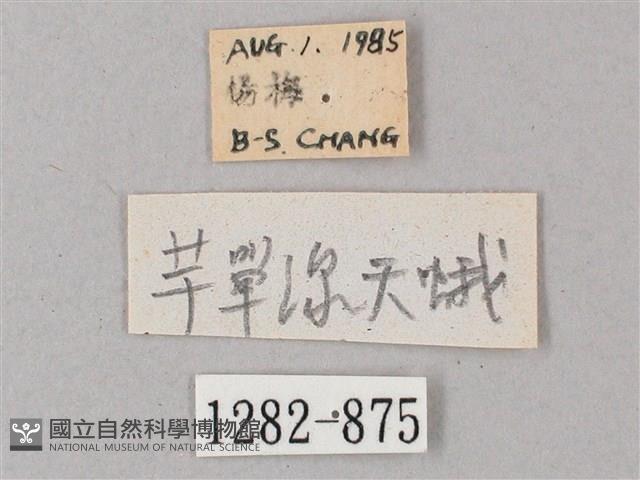 AUG. 1. 1985
楊梅
B-S. CHANG
芋單線天蛾
1282-875
國立自然科學博物館
NATIONAL MUSEUM OF NATURAL SCIENCE